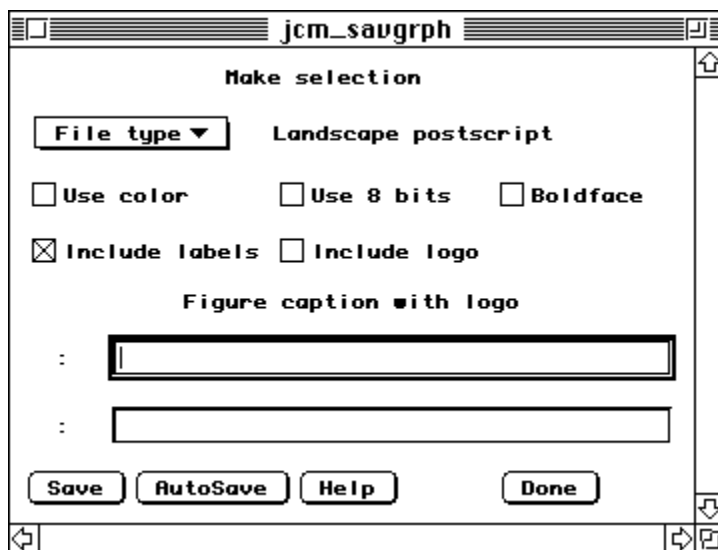 jcm_savgrph
Make selection
File type ▼ Landscape postscript
Use color Use 8 bits Boldface
Include labels Include logo
Figure caption with logo
:
:
Save AutoSave Help Done